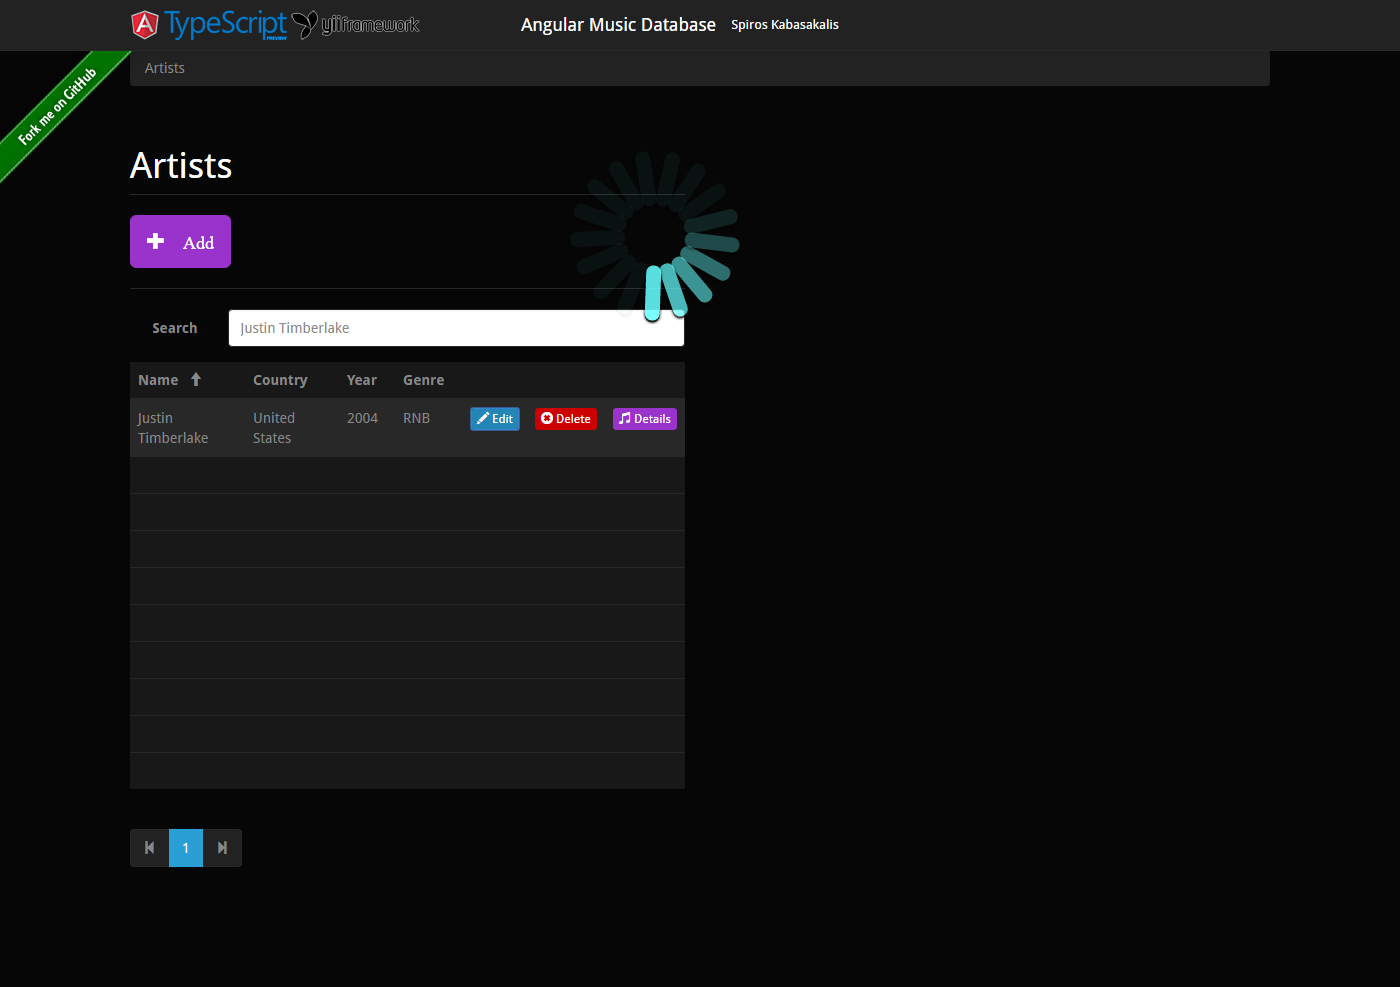 TypeScript PREVIEW yiiframework Angular Music Database Spiros Kabasakalis
Artists
Fork me on GitHub
Artists
Add
Search Justin Timberlake
Name Country Year Genre
Justin United 2004 RNB Edit Delete Details
Timberlake States
1